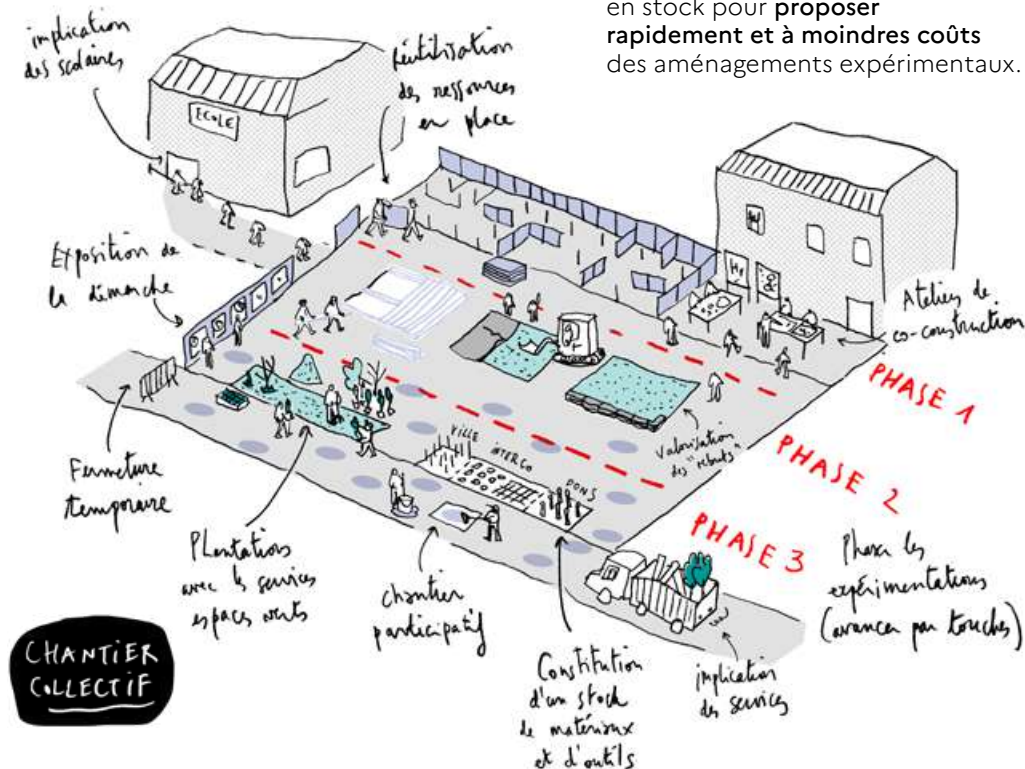 en stock pour proposer
rapidement et à moindres coûts
des aménagements expérimentaux.
implication
des scolaires
Réutilisation
des ressources
en place
ECOLE
Exposition de
la démarche
Ateliers de
co-construction
PHASE 1
Valorisation
des "rebuts"
PHASE 2
VILLE
INTERCO
DONS
PHASE 3
Fermeture
temporaire
Phaser les
expérimentations
(avancer par touches)
Plantations
avec les services
espaces verts
chantier
participatif
CHANTIER
COLLECTIF
Constitution
d'un stock
de matériaux
et d'outils
implication
des services